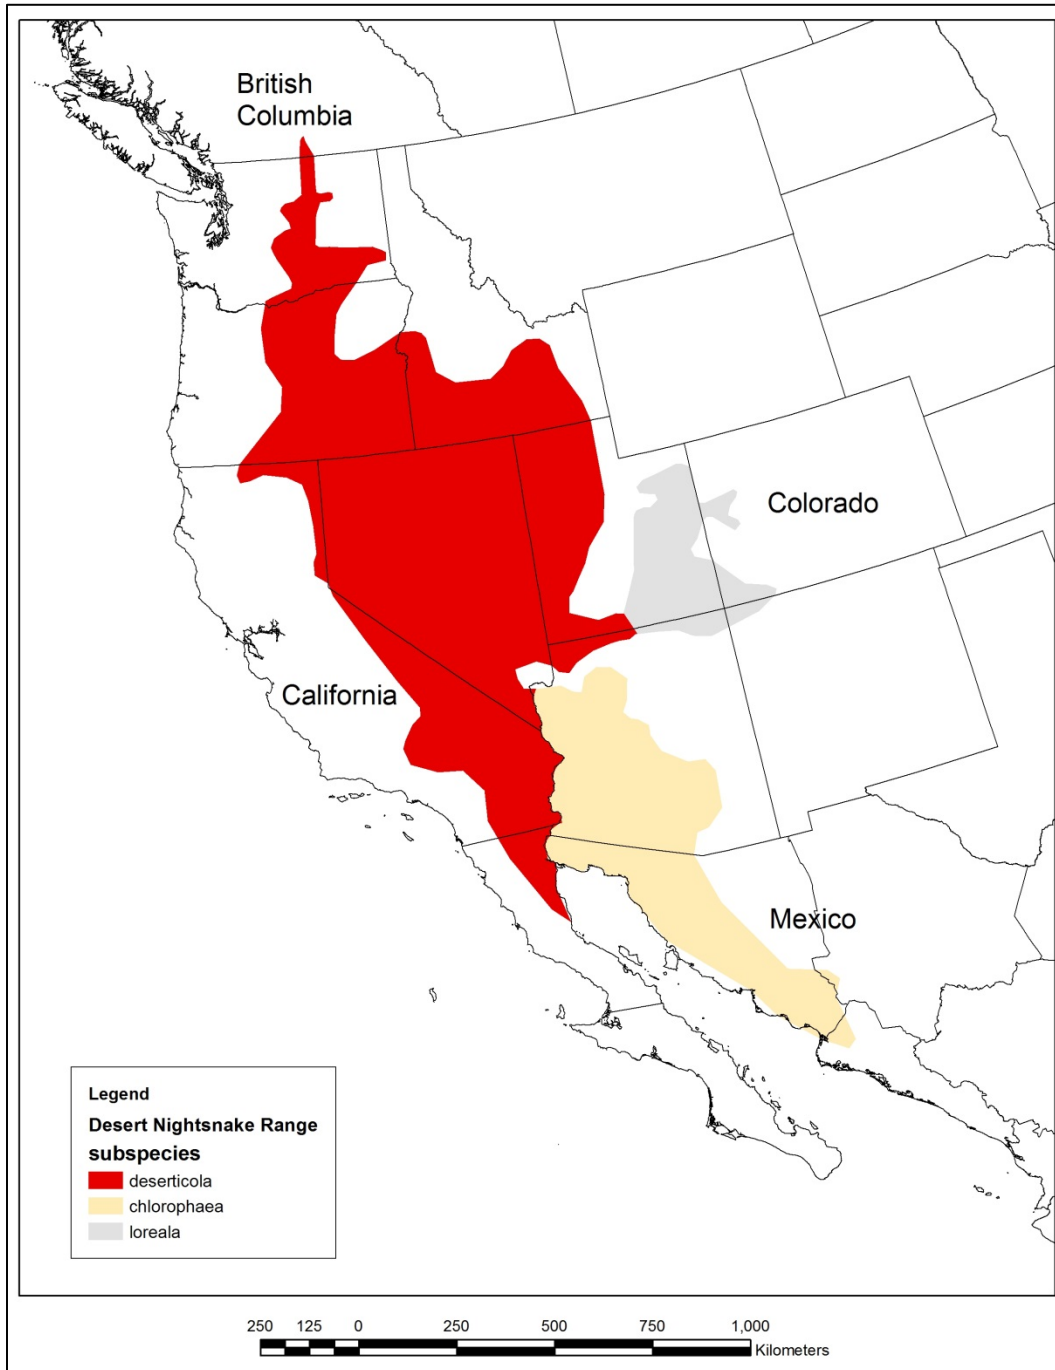 British
Columbia
Colorado
California
Mexico
Legend
Desert Nightsnake Range
subspecies
deserticola
chlorophaea
loreala
250 125 0 250 500 750 1,000
Kilometers